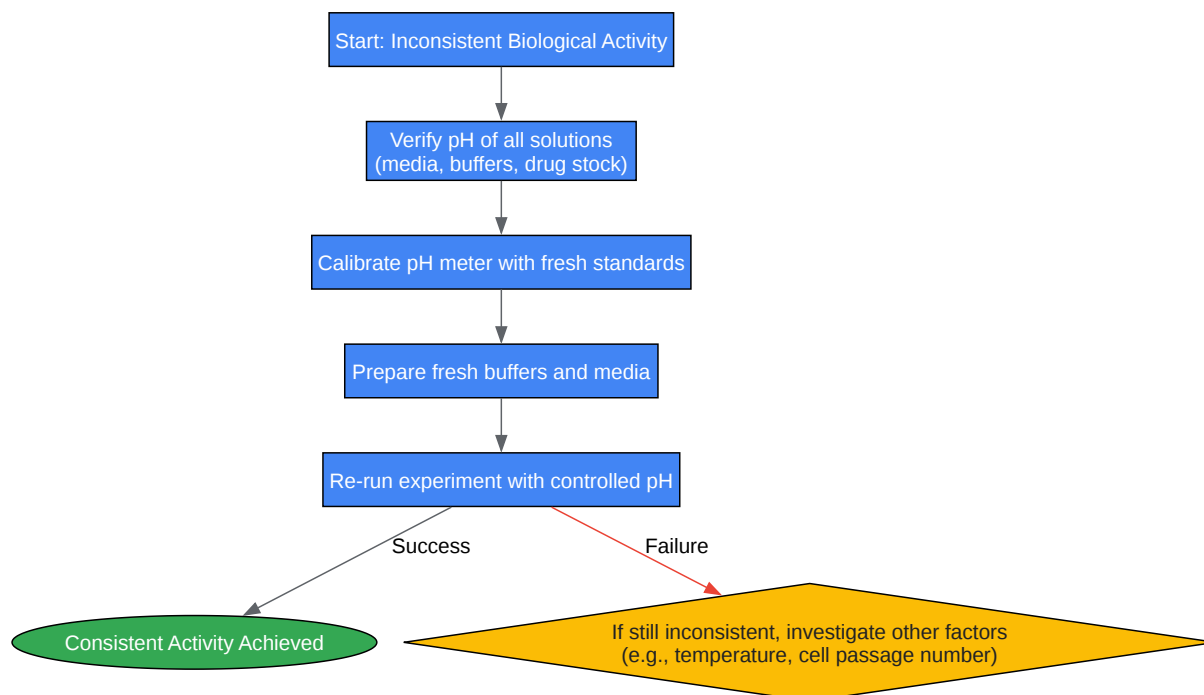 Start: Inconsistent Biological Activity
Verify pH of all solutions
(media, buffers, drug stock)
Calibrate pH meter with fresh standards
Prepare fresh buffers and media
Re-run experiment with controlled pH
Success
Failure
Consistent Activity Achieved
If still inconsistent, investigate other factors
(e.g., temperature, cell passage number)